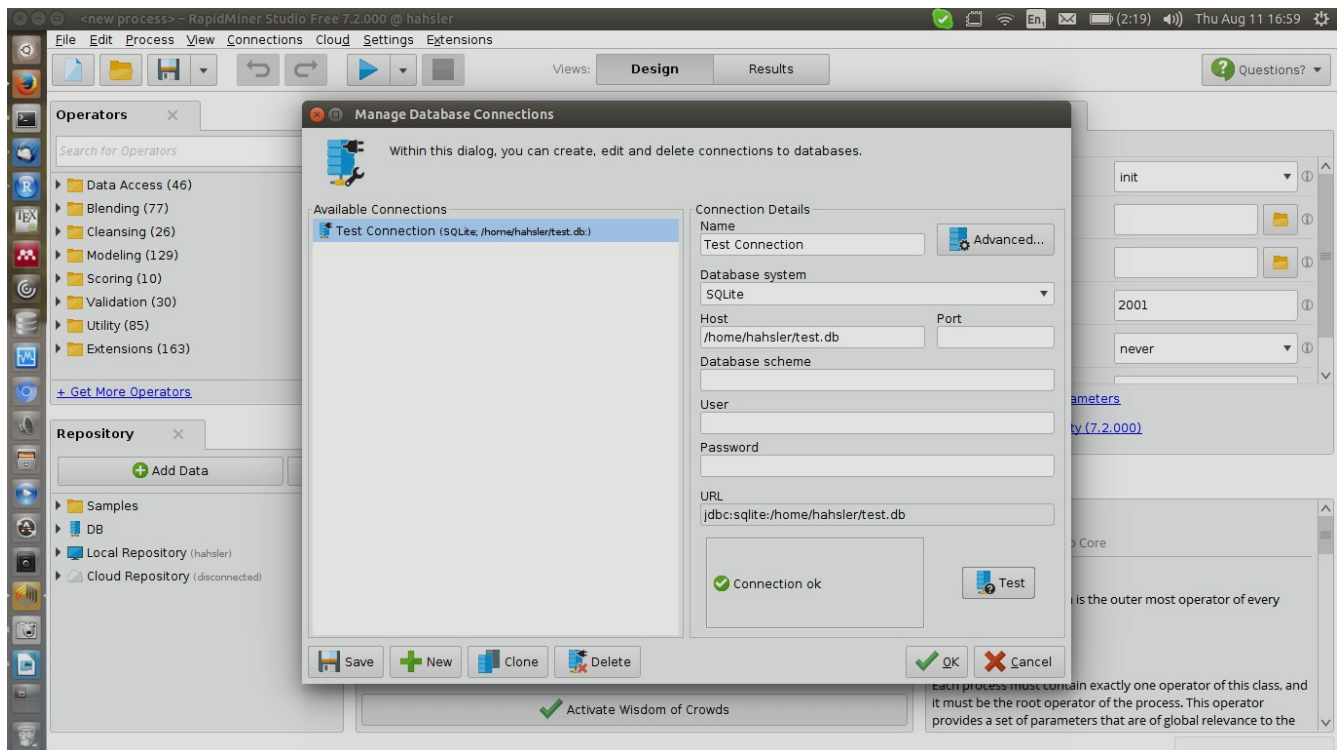 <new process> – RapidMiner Studio Free 7.2.000 @ hahsler
En1
(2:19)
Thu Aug 11 16:59
File Edit Process View Connections Cloud Settings Extensions
Views:
Design
Results
Questions?
Operators
Search for Operators
Data Access (46)
Blending (77)
Cleansing (26)
Modeling (129)
Scoring (10)
Validation (30)
Utility (85)
Extensions (163)
+ Get More Operators
Repository
Add Data
Samples
DB
Local Repository (hahsler)
Cloud Repository (disconnected)
Manage Database Connections
Within this dialog, you can create, edit and delete connections to databases.
Available Connections
Test Connection (SQLite; /home/hahsler/test.db:)
Connection Details
Name
Test Connection
Advanced...
Database system
SQLite
Host
Port
/home/hahsler/test.db
Database scheme
User
Password
URL
jdbc:sqlite:/home/hahsler/test.db
Connection ok
Test
Save
New
Clone
Delete
OK
Cancel
Activate Wisdom of Crowds
init
2001
never
ameters
ty (7.2.000)
Core
is the outer most operator of every
Each process must contain exactly one operator of this class, and
it must be the root operator of the process. This operator
provides a set of parameters that are of global relevance to the
R
TEX